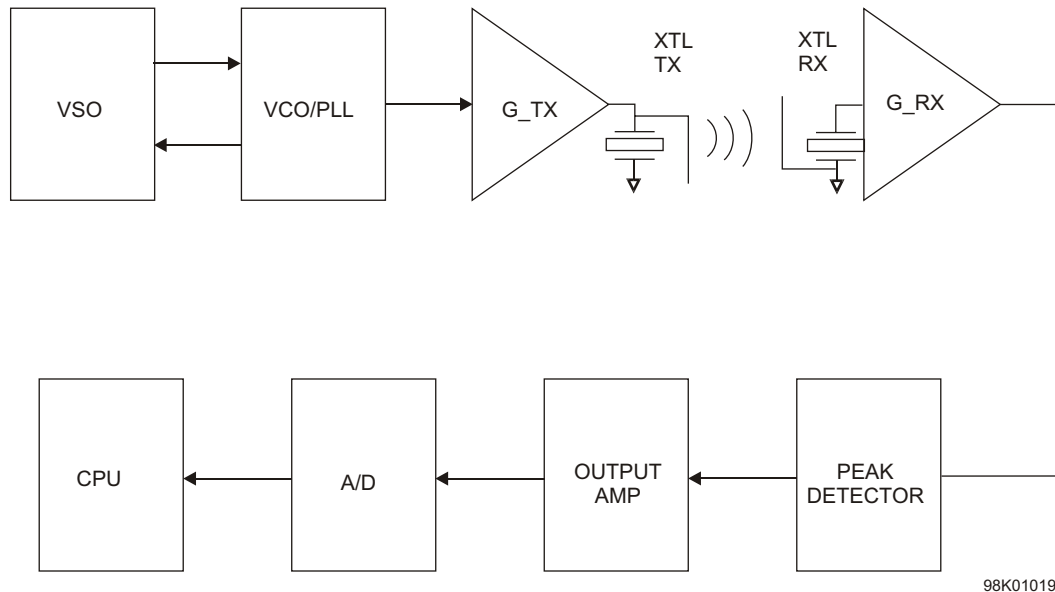 VSO
VCO/PLL
G_TX
XTL
TX
XTL
RX
G_RX
CPU
A/D
OUTPUT
AMP
PEAK
DETECTOR
98K01019